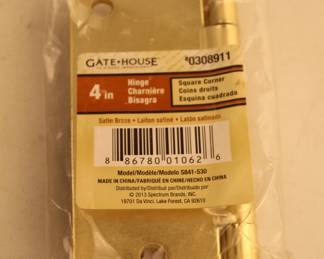 GATE·HOUSE
#0308911
4 in
Hinge
Charnière
Bisagra
Square Corner
Coins droits
Esquina cuadrada
Satin Brass • Laiton satiné • Latón satinado
8 86780 01062 6
Model/Modèle/Modelo S841-530
MADE IN CHINA/FABRIQUÉ EN CHINE/HECHO EN CHINA
Distributed by/Distribué par/Distribuido por
© 2013 Spectrum Brands, INC.
19701 Da Vinci, Lake Forest, CA 92610